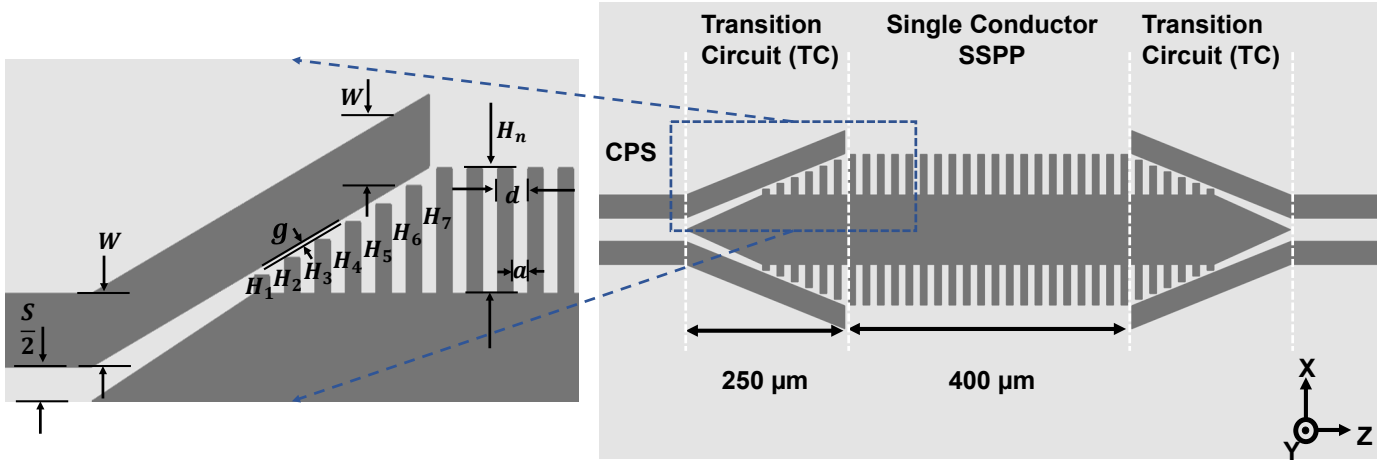 W
H_n
d
W
g
H_1
H_2
H_3
H_4
H_5
H_6
H_7
a
S
2
Transition
Circuit (TC)
Single Conductor
SSPP
Transition
Circuit (TC)
CPS
250 μm
400 μm
X
Y
Z